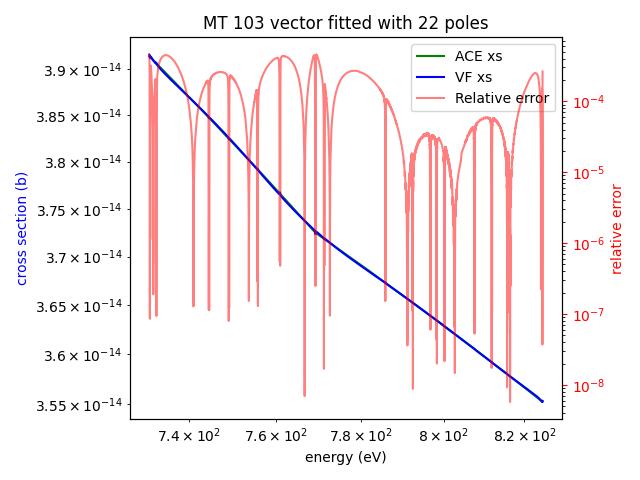 MT 103 vector fitted with 22 poles
ACE xs
VF xs
Relative error
3.9 × 10⁻¹⁴
3.85 × 10⁻¹⁴
3.8 × 10⁻¹⁴
3.75 × 10⁻¹⁴
3.7 × 10⁻¹⁴
3.65 × 10⁻¹⁴
3.6 × 10⁻¹⁴
3.55 × 10⁻¹⁴
cross section (b)
10⁻⁴
10⁻⁵
10⁻⁶
10⁻⁷
10⁻⁸
relative error
7.4 × 10² 7.6 × 10² 7.8 × 10² 8 × 10² 8.2 × 10²
energy (eV)